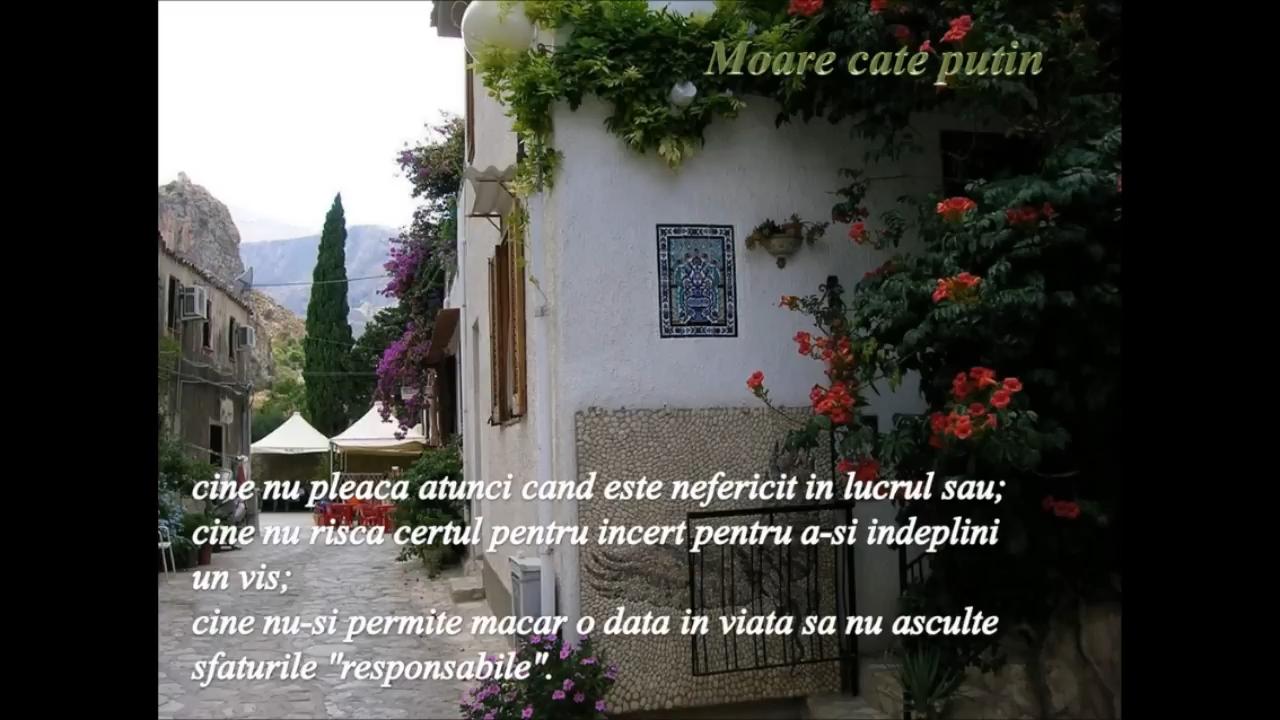 Moare cate putin
cine nu pleaca atunci cand este nefericit in lucrul sau;
cine nu risca certul pentru incert pentru a-si indeplini
un vis;
cine nu-si permite macar o data in viata sa nu asculte
sfaturile "responsabile".